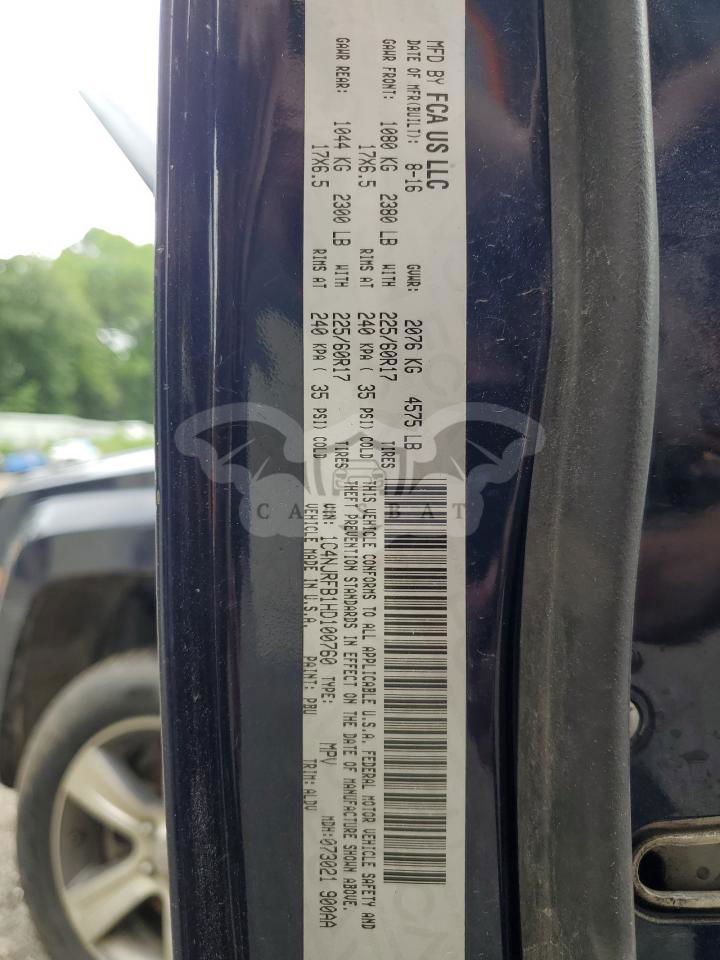 MFD BY FCA US LLC
DATE OF MFR(BUILT): 8-16 GVWR: 2076 KG 4575 LB
GAWR FRONT: 1080 KG 2380 LB WITH 225/60R17 TIRES
17X6.5 RIMS AT 240 KPA ( 35 PSI) COLD
GAWR REAR: 1044 KG 2300 LB WITH 225/60R17 TIRES
17X6.5 RIMS AT 240 KPA ( 35 PSI) COLD
THIS VEHICLE CONFORMS TO ALL APPLICABLE U.S.A. FEDERAL MOTOR VEHICLE SAFETY AND
THEFT PREVENTION STANDARDS IN EFFECT ON THE DATE OF MANUFACTURE SHOWN ABOVE.
VIN: 1C4NJRFB1HD100760 TYPE: MPV MDH:073021 900AA
VEHICLE MADE IN U.S.A. PAINT: PBU TRIM:ALDV